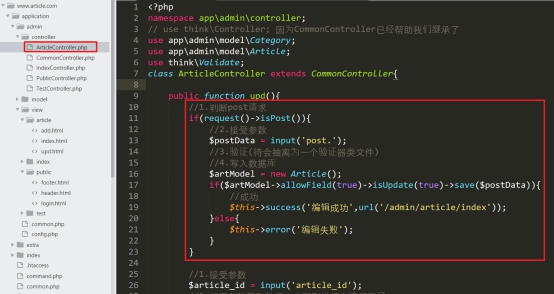 www.article.com
application
admin
controller
ArticleController.php
CommonController.php
IndexController.php
PublicController.php
TestController.php
model
view
article
add.html
index.html
upd.html
index
public
footer.html
header.html
login.html
test
common.php
config.php
extra
index
.htaccess
command.php
common.php
1 <?php
2 namespace app\admin\controller;
3 // use think\Controller; 因为CommonController已经帮助我们继承了
4 use app\admin\model\Category;
5 use app\admin\model\Article;
6 use think\Validate;
7 class ArticleController extends CommonController{
8
9 public function upd(){
10 //1.判断post请求
11 if(request()->isPost()){
12 //2.接受参数
13 $postData = input('post.');
14 //3.验证(待会抽离为一个验证器类文件)
15 //4.写入数据库
16 $artModel = new Article();
17 if($artModel->allowField(true)->isUpdate(true)->save($postData)){
18 //成功
19 $this->success('编辑成功',url('/admin/article/index'));
20 }else{
21 $this->error('编辑失败');
22 }
23 }
24
25 //1.接受参数
26 $article_id = input('article_id');